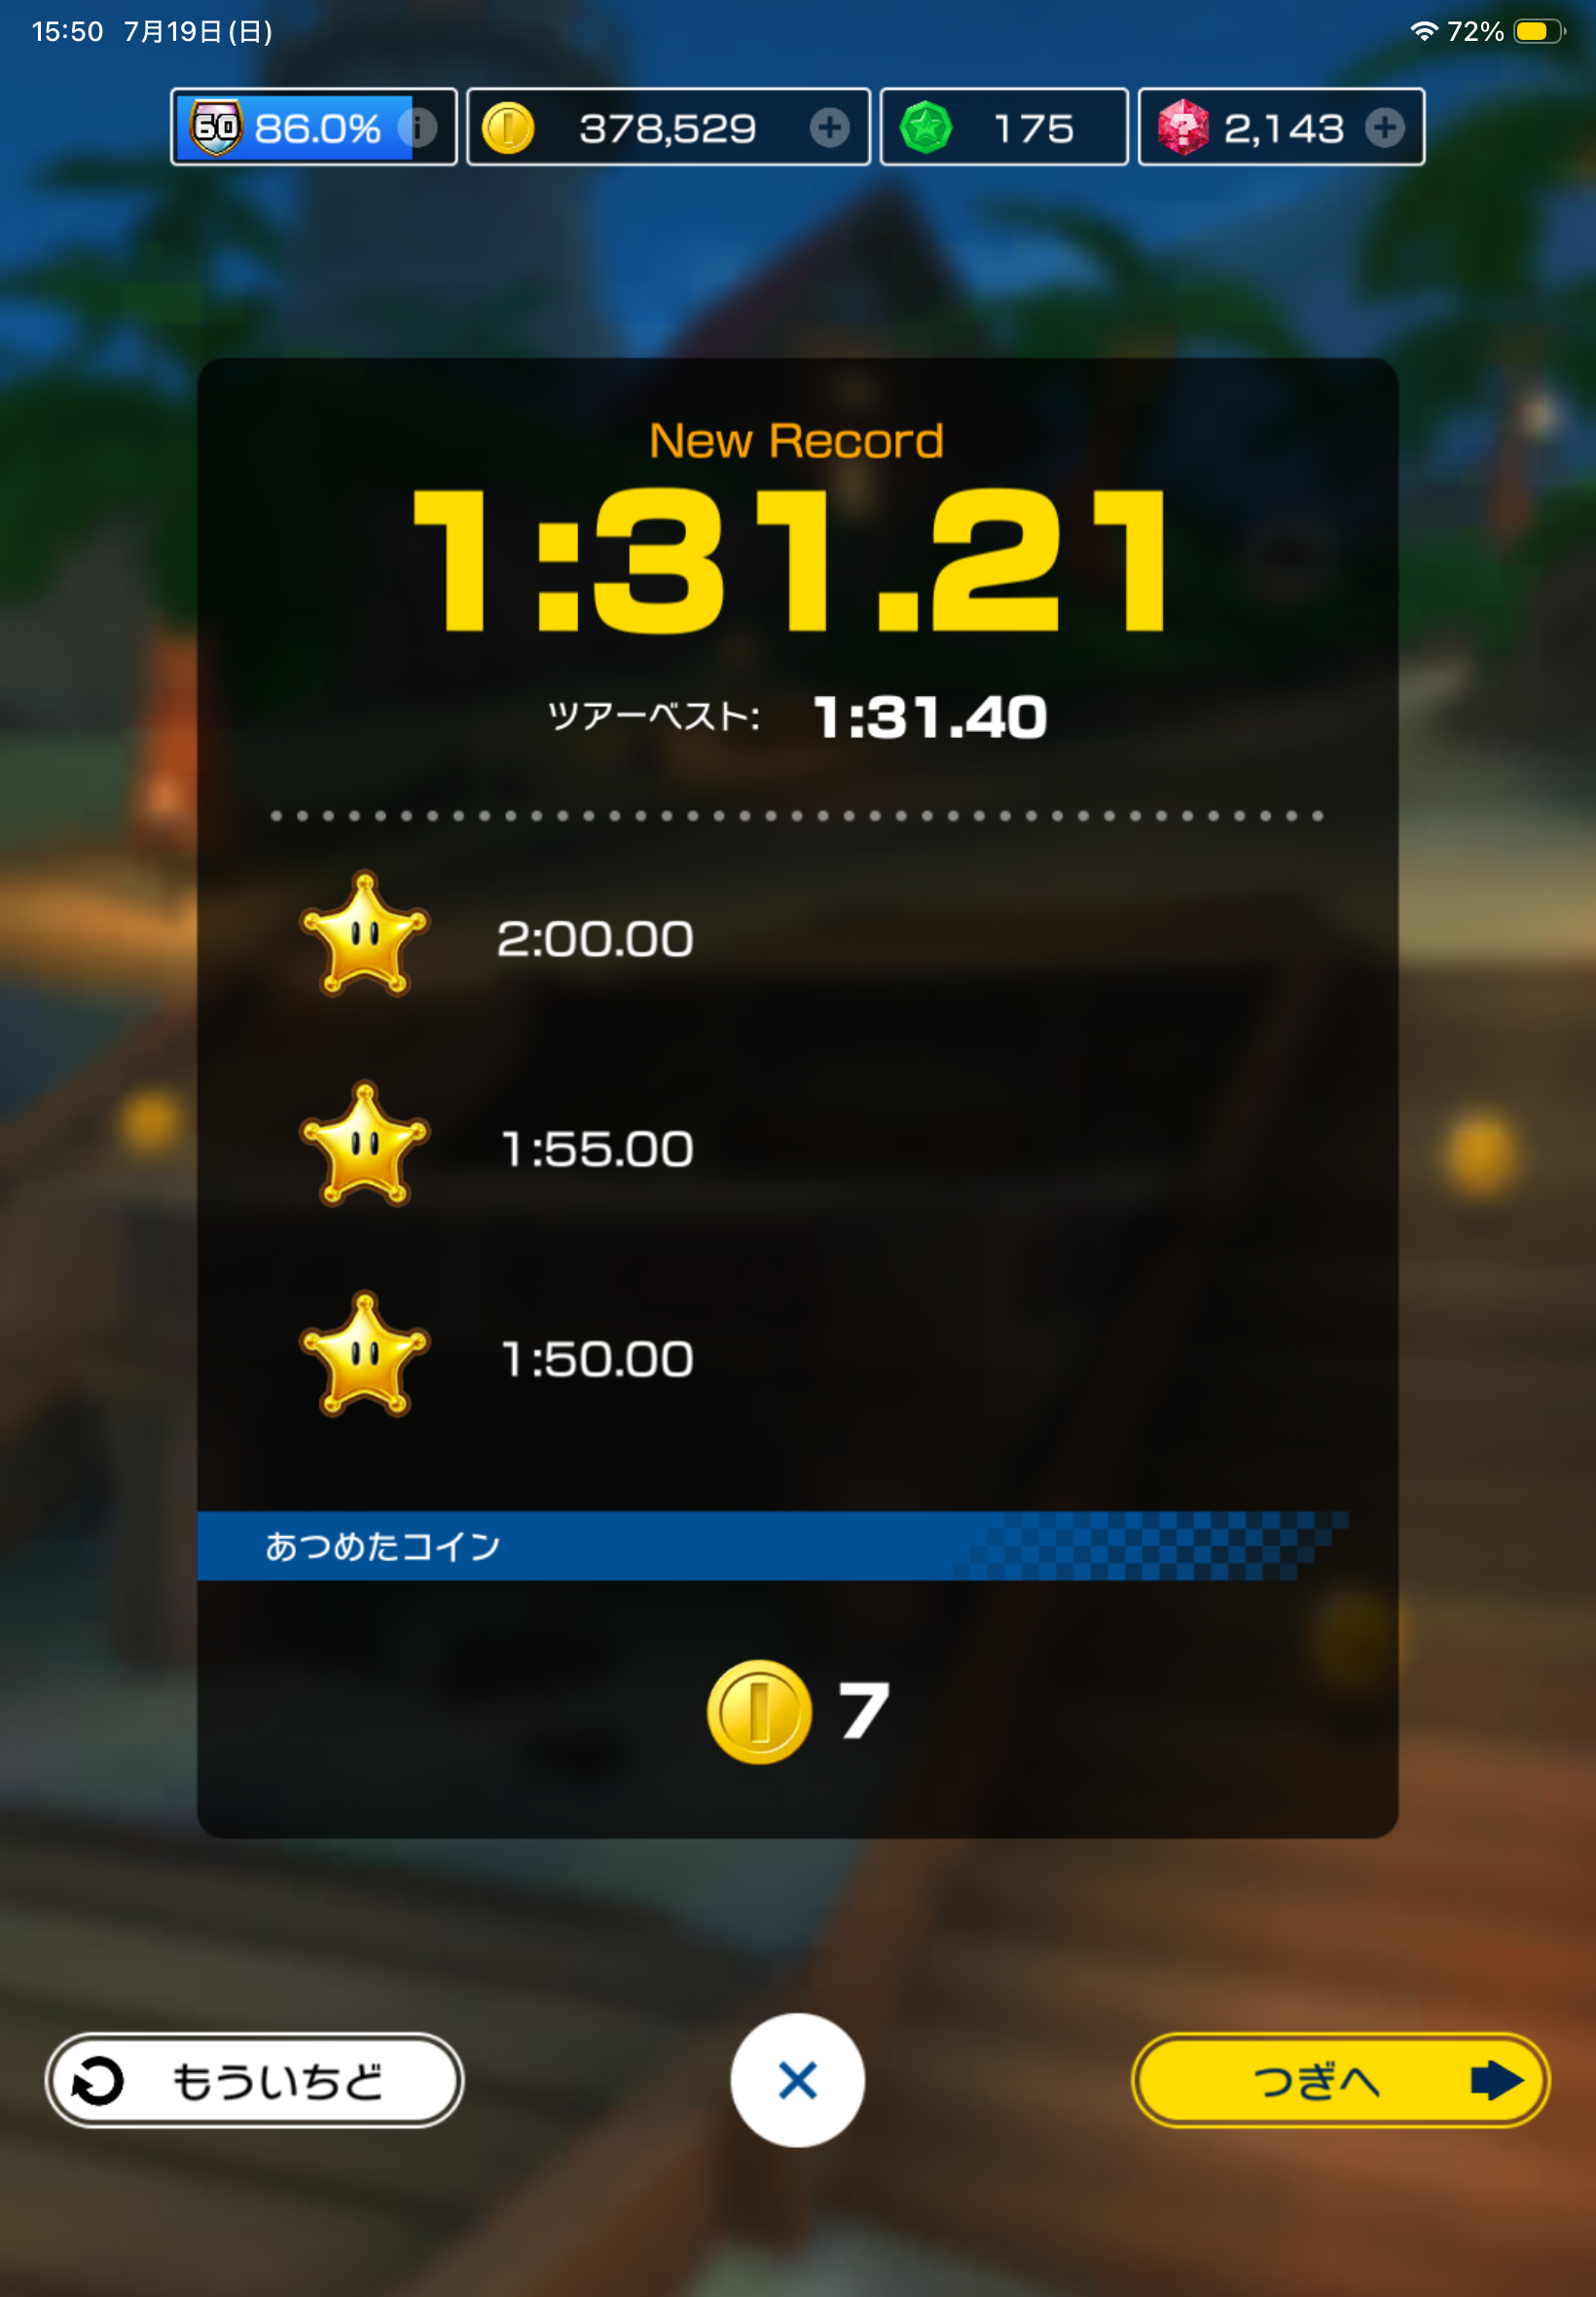 15:50 7月19日(日) 72%
60 86.0% i 378,529 + 175 2,143 +
New Record
1:31.21
ツアーベスト: 1:31.40
2:00.00
1:55.00
1:50.00
あつめたコイン
7
もういちど × つぎへ